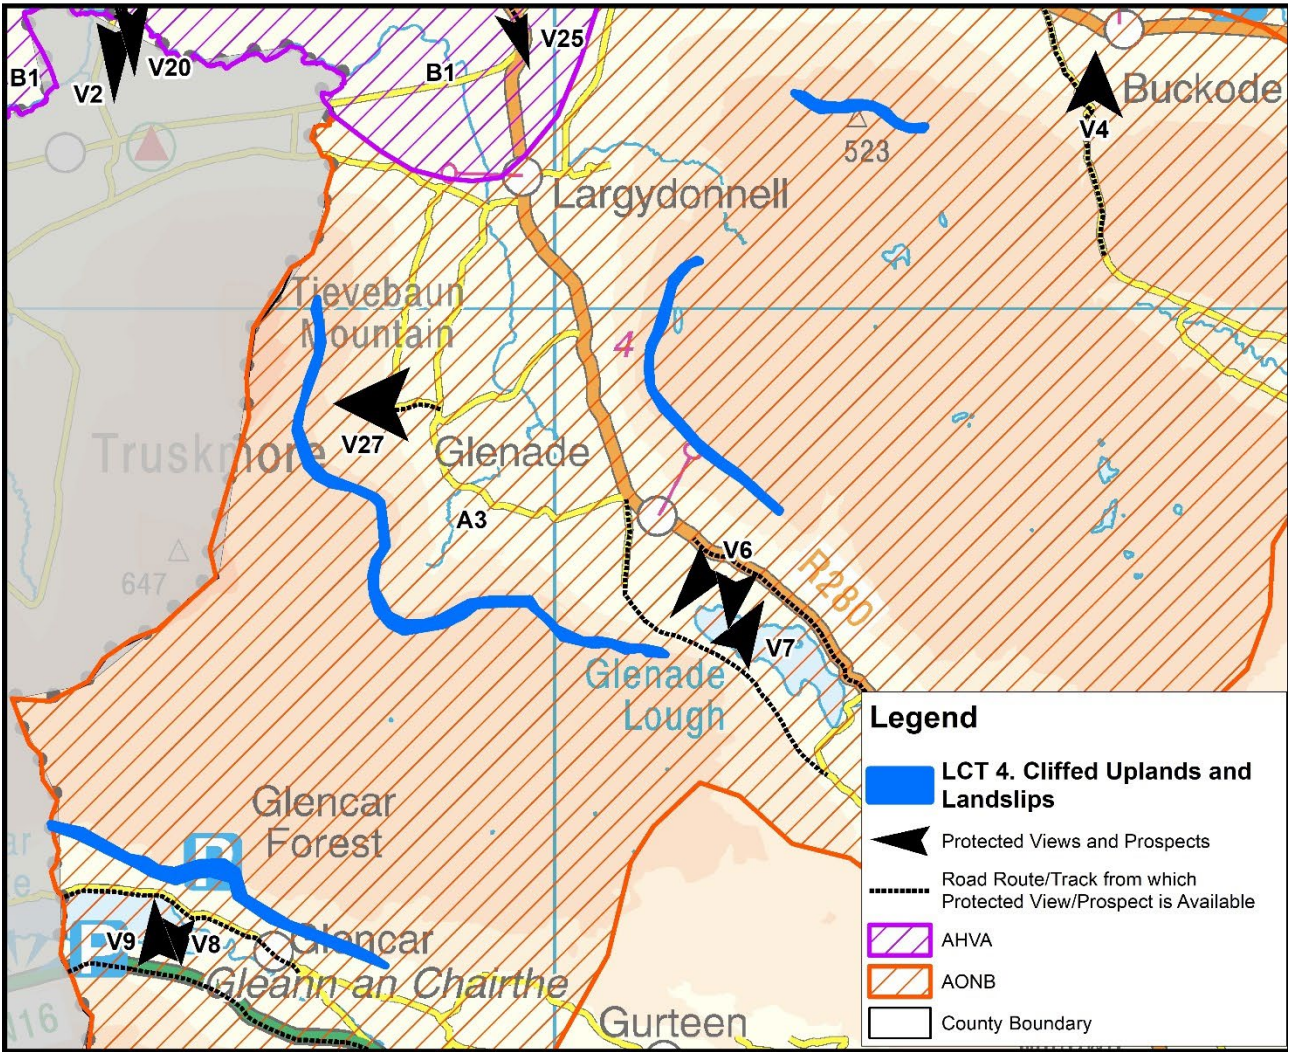 V25
V20
B1
B1
V2
Buckode
V4
523
Largydonnell
Tievebaun
Mountain
4
V27
Truskmore
Glenade
A3
V6
R280
647
V7
Glenade
Lough
Legend
LCT 4. Cliffed Uplands and
Landslips
Protected Views and Prospects
Road Route/Track from which
Protected View/Prospect is Available
AHVA
AONB
County Boundary
Glencar
Forest
P
ar
e
P
V9
V8
Glencar
Gleann an Chairthe
N16
Gurteen